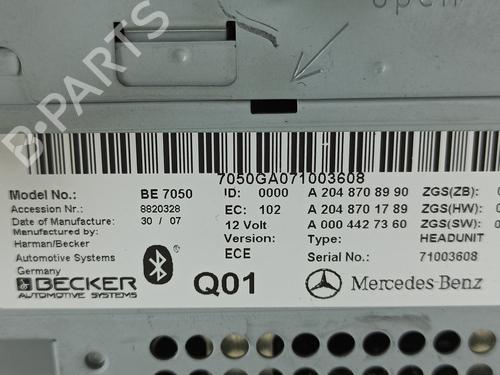 open
B-PARTS
7050GA071003608
Model No.: BE 7050 ID: 0000 A 204 870 89 90 ZGS(ZB):
Accession Nr.: 8820328 EC: 102 A 204 870 17 89 ZGS(HW):
Date of Manufacture: 30 / 07 12 Volt A 000 442 73 60 ZGS(SW):
Manufactured by: Version: Type: HEADUNIT
Harman/Becker ECE Serial No.: 71003608
Automotive Systems
Germany
BECKER Q01 Mercedes-Benz
AUTOMOTIVE SYSTEMS